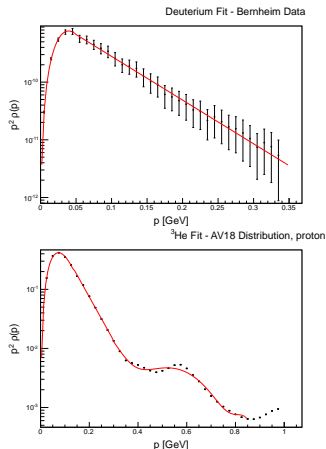 Deuterium Fit - Bernheim Data
p² ρ(p)
10⁻¹⁰
10⁻¹¹
10⁻¹²
0 0.05 0.1 0.15 0.2 0.25 0.3 0.35
p [GeV]
³He Fit - AV18 Distribution, proton
p² ρ(p)
10⁻¹
10⁻²
10⁻³
0 0.2 0.4 0.6 0.8 1
p [GeV]